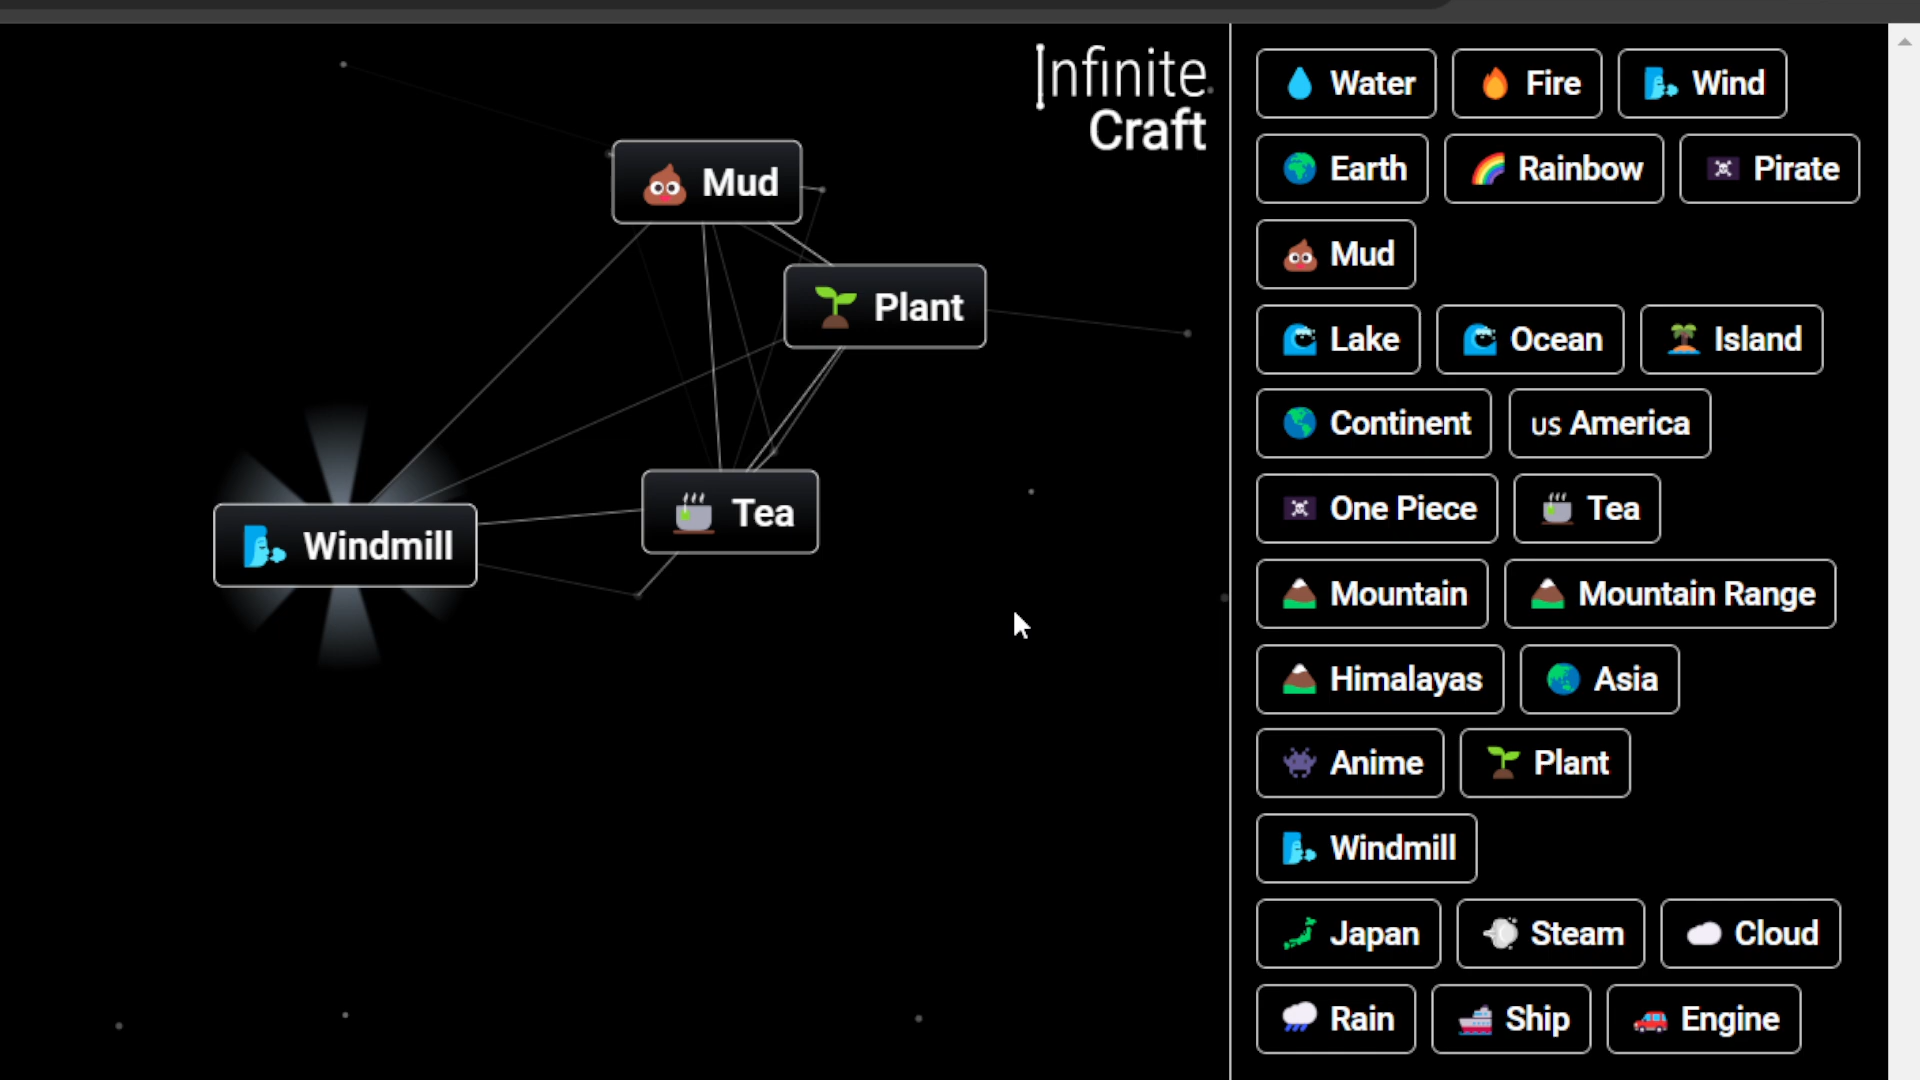 Infinite
Craft
Mud
Plant
Tea
Windmill
Water Fire Wind
Earth Rainbow Pirate
Mud
Lake Ocean Island
Continent US America
One Piece Tea
Mountain Mountain Range
Himalayas Asia
Anime Plant
Windmill
Japan Steam Cloud
Rain Ship Engine